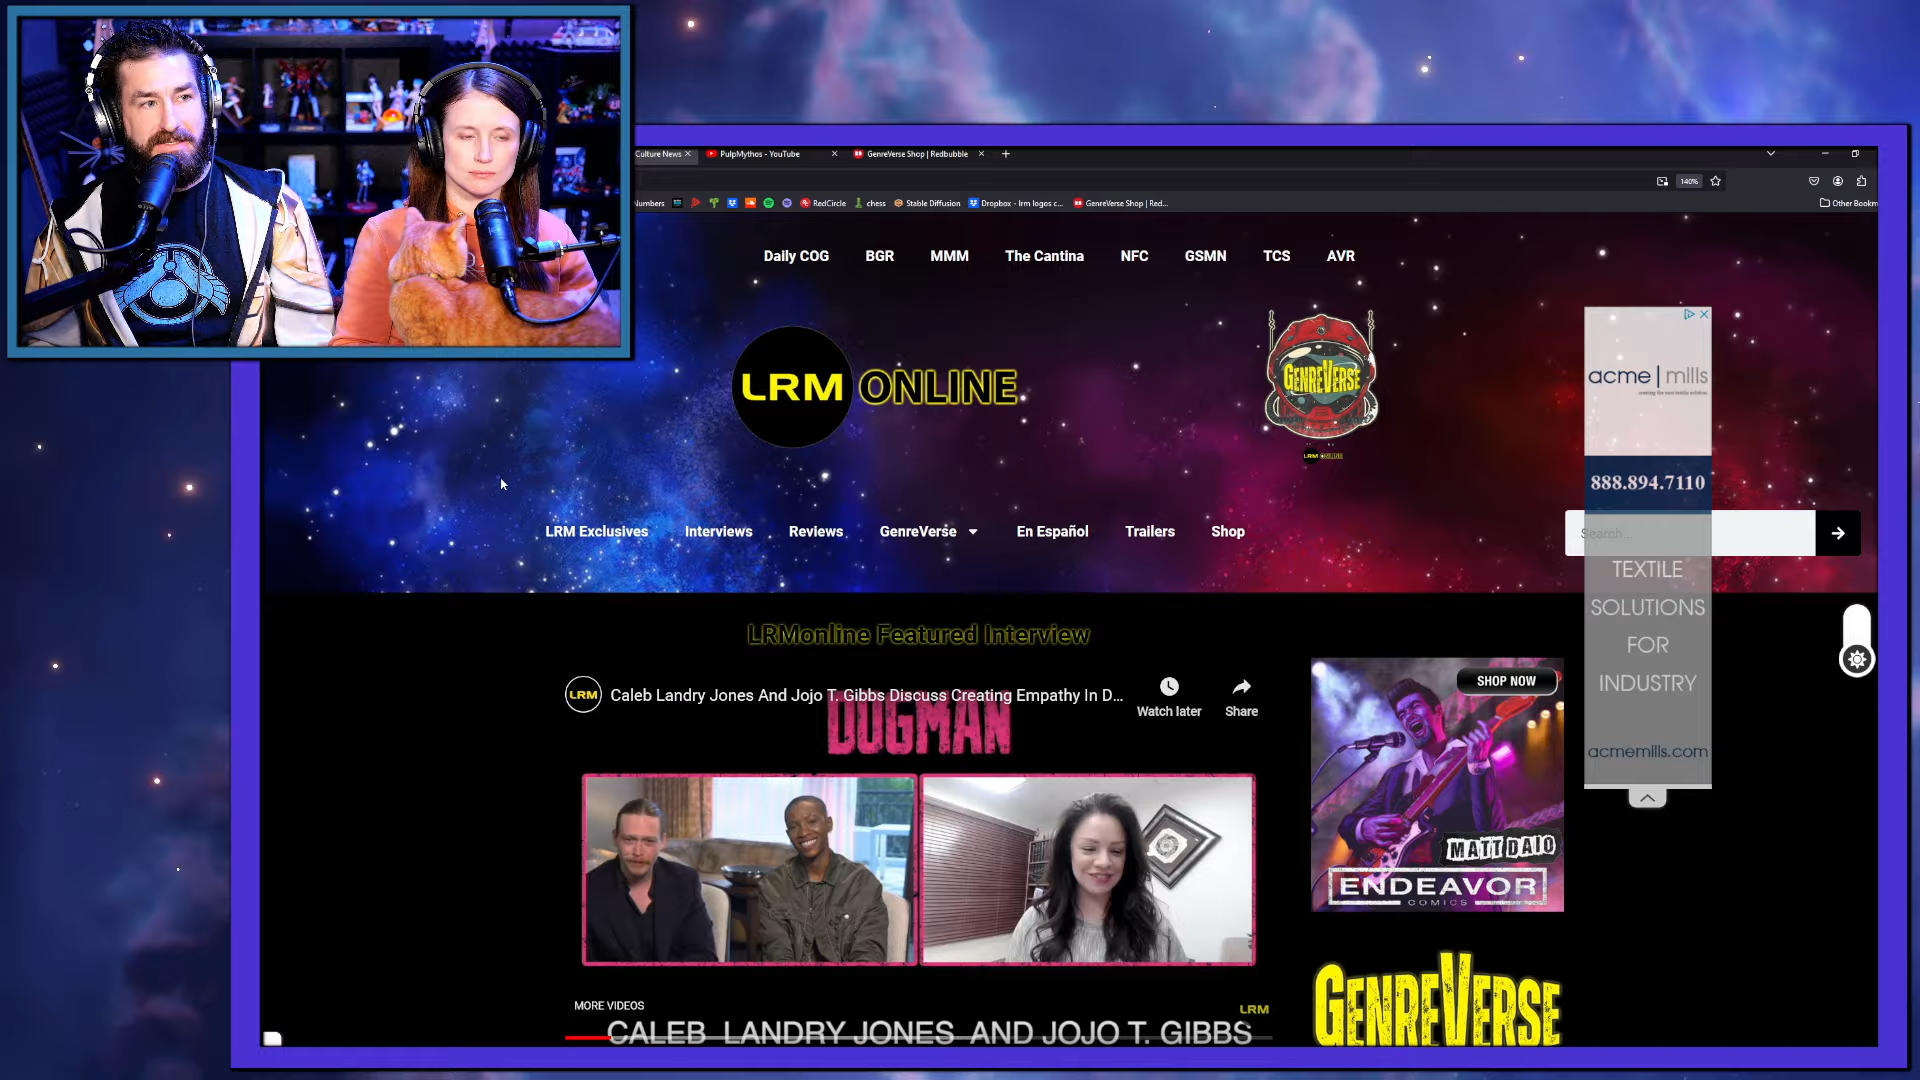 Culture News
PulpMythos - YouTube
GenreVerse Shop | Redbubble
140%
Numbers
RedCircle
chess
Stable Diffusion
Dropbox - lrm logos c...
GenreVerse Shop | Red...
Other Bookm
Daily COG
BGR
MMM
The Cantina
NFC
GSMN
TCS
AVR
LRM ONLINE
GENREVERSE
LRM ONLINE
acme | mills
888.894.7110
LRM Exclusives
Interviews
Reviews
GenreVerse
En Español
Trailers
Shop
Search...
TEXTILE
SOLUTIONS
FOR
INDUSTRY
acmemills.com
LRMonline Featured Interview
LRM
Caleb Landry Jones And Jojo T. Gibbs Discuss Creating Empathy In D...
Watch later
Share
DOGMAN
SHOP NOW
MATT DAIO
ENDEAVOR
COMICS
MORE VIDEOS
LRM
CALEB LANDRY JONES AND JOJO T. GIBBS
GENREVERSE